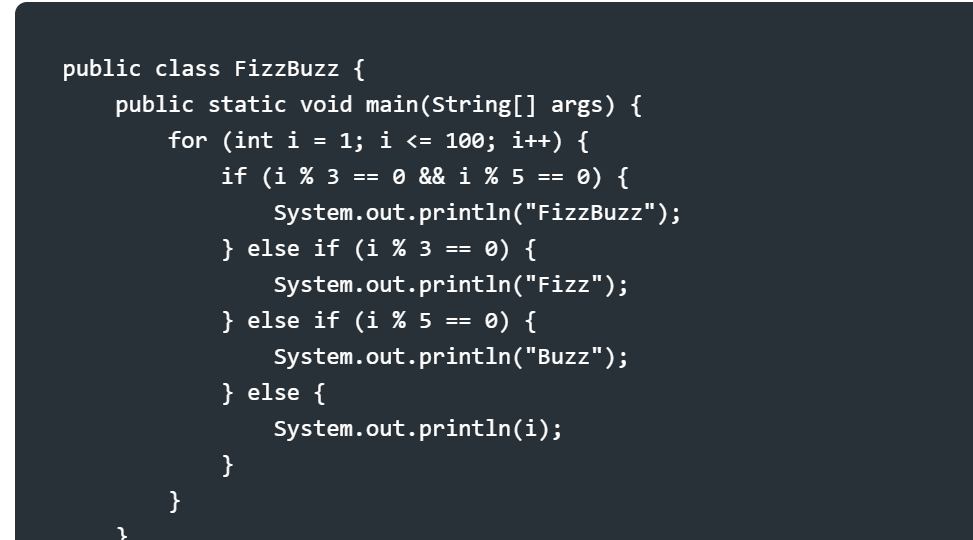 public class FizzBuzz {
    public static void main(String[] args) {
        for (int i = 1; i <= 100; i++) {
            if (i % 3 == 0 && i % 5 == 0) {
                System.out.println("FizzBuzz");
            } else if (i % 3 == 0) {
                System.out.println("Fizz");
            } else if (i % 5 == 0) {
                System.out.println("Buzz");
            } else {
                System.out.println(i);
            }
        }
    }